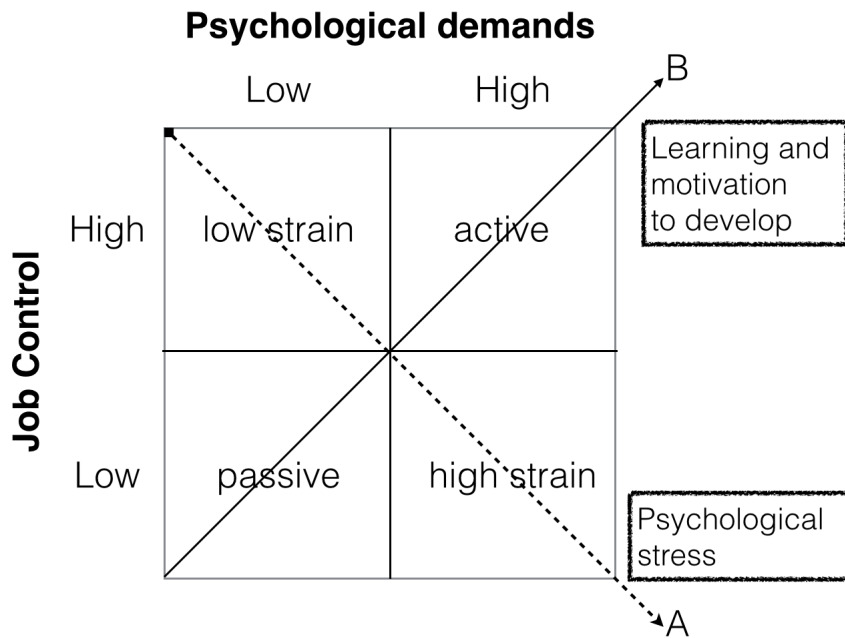 Psychological demands
Low
High
B
Learning and
motivation
to develop
Job Control
High
low strain
active
Low
passive
high strain
Psychological
stress
A